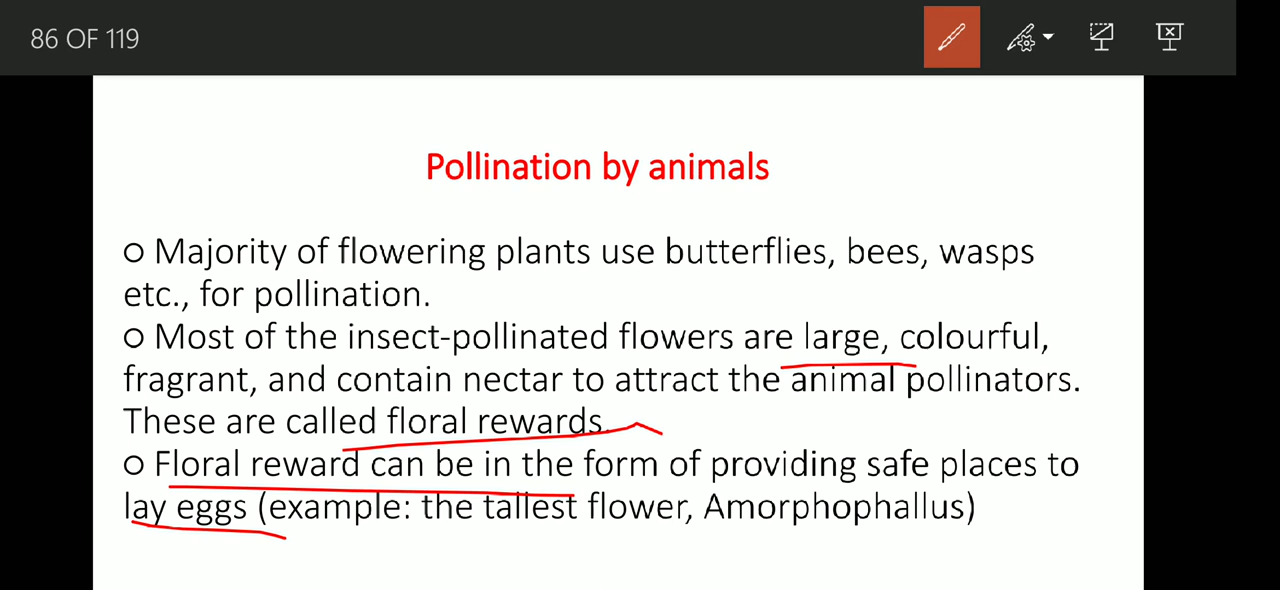 86 OF 119
Pollination by animals
○ Majority of flowering plants use butterflies, bees, wasps
etc., for pollination.
○ Most of the insect-pollinated flowers are large, colourful,
fragrant, and contain nectar to attract the animal pollinators.
These are called floral rewards.
○ Floral reward can be in the form of providing safe places to
lay eggs (example: the tallest flower, Amorphophallus)